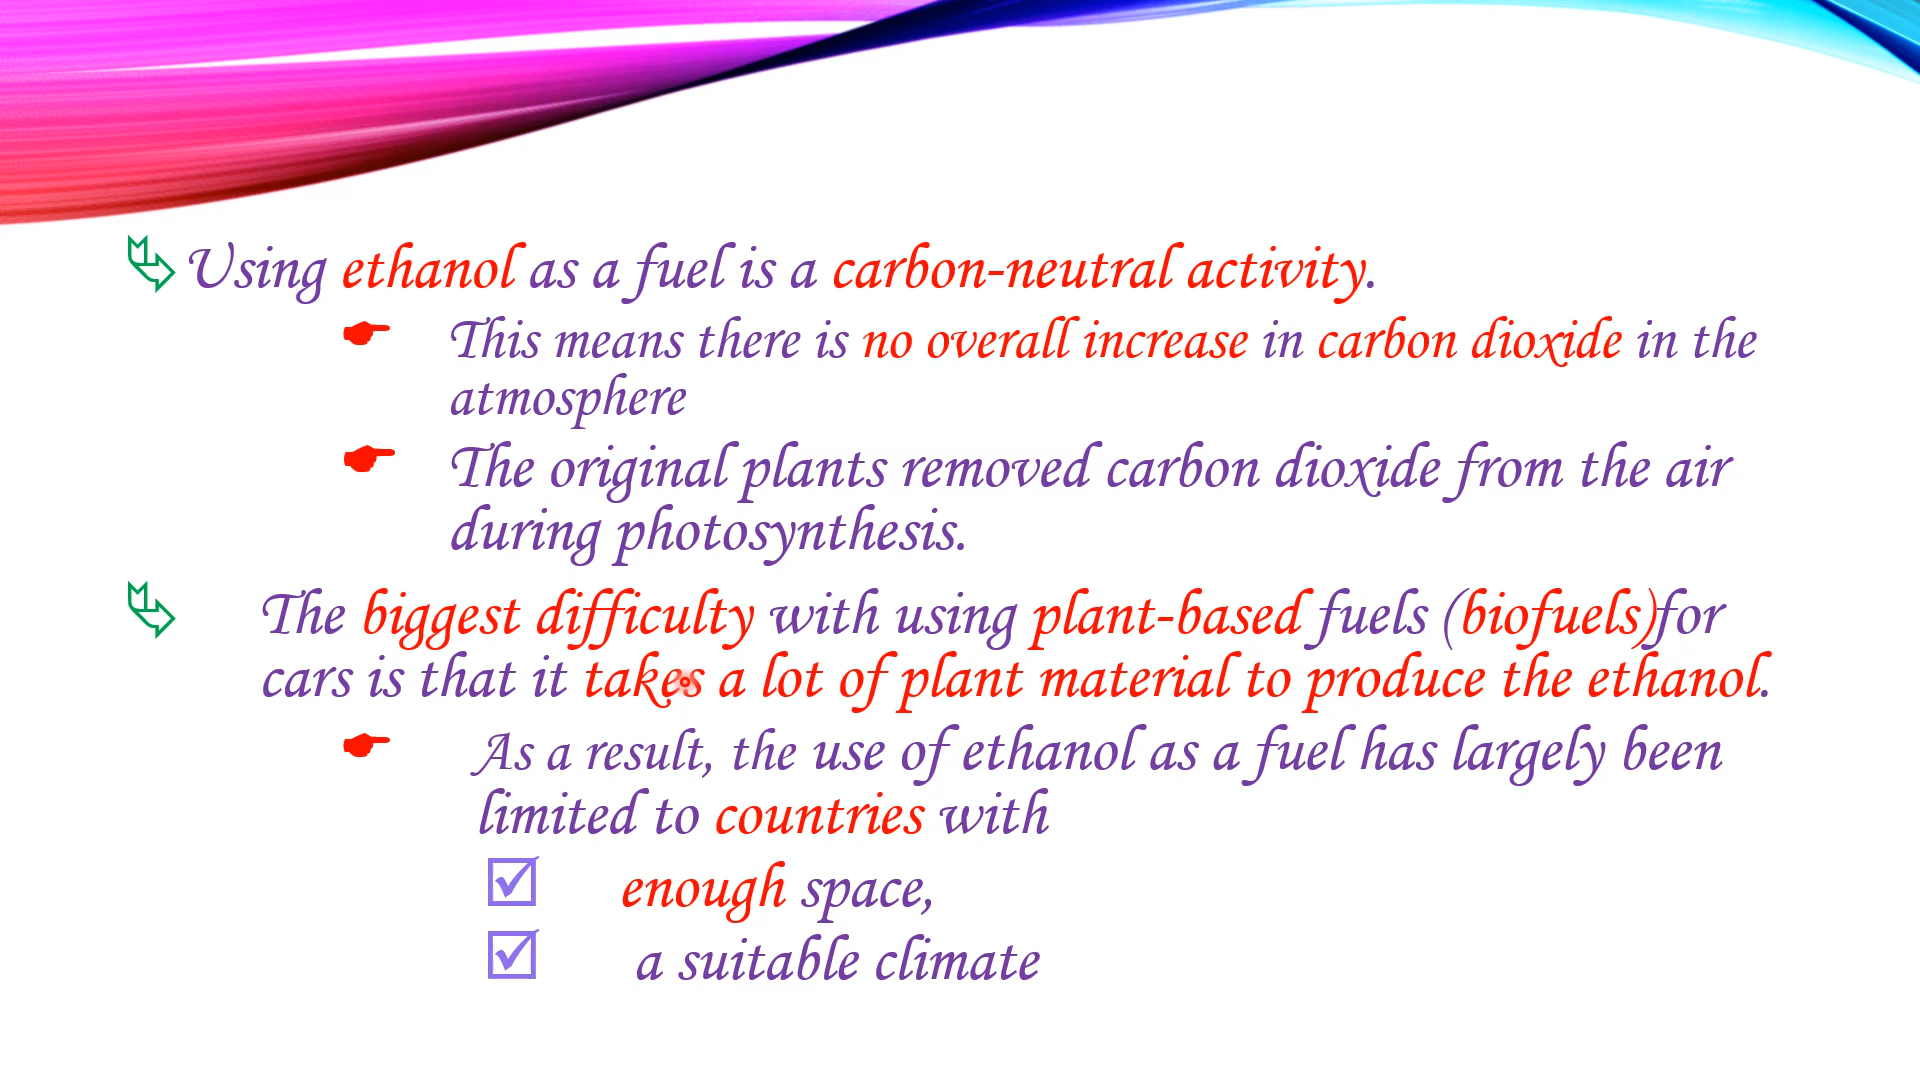 Using ethanol as a fuel is a carbon-neutral activity.
This means there is no overall increase in carbon dioxide in the
atmosphere
The original plants removed carbon dioxide from the air
during photosynthesis.
The biggest difficulty with using plant-based fuels (biofuels)for
cars is that it takes a lot of plant material to produce the ethanol.
As a result, the use of ethanol as a fuel has largely been
limited to countries with
enough space,
a suitable climate